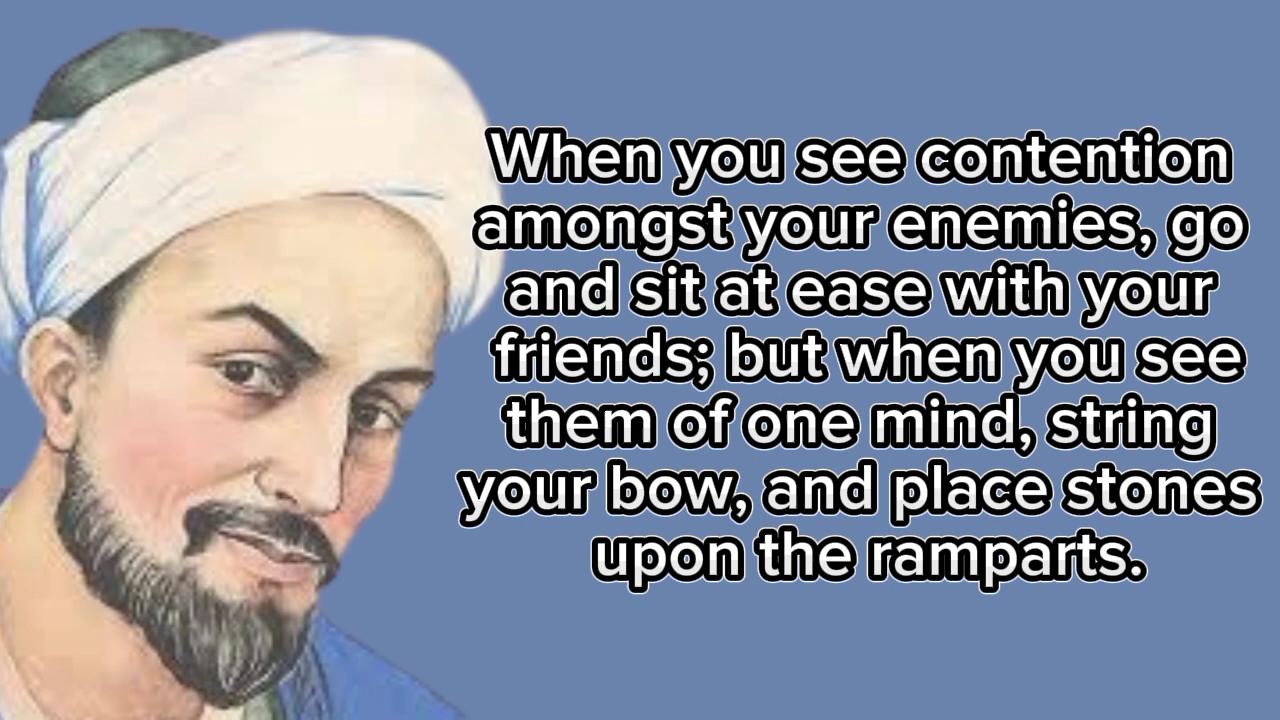 When you see contention
amongst your enemies, go
and sit at ease with your
friends; but when you see
them of one mind, string
your bow, and place stones
upon the ramparts.